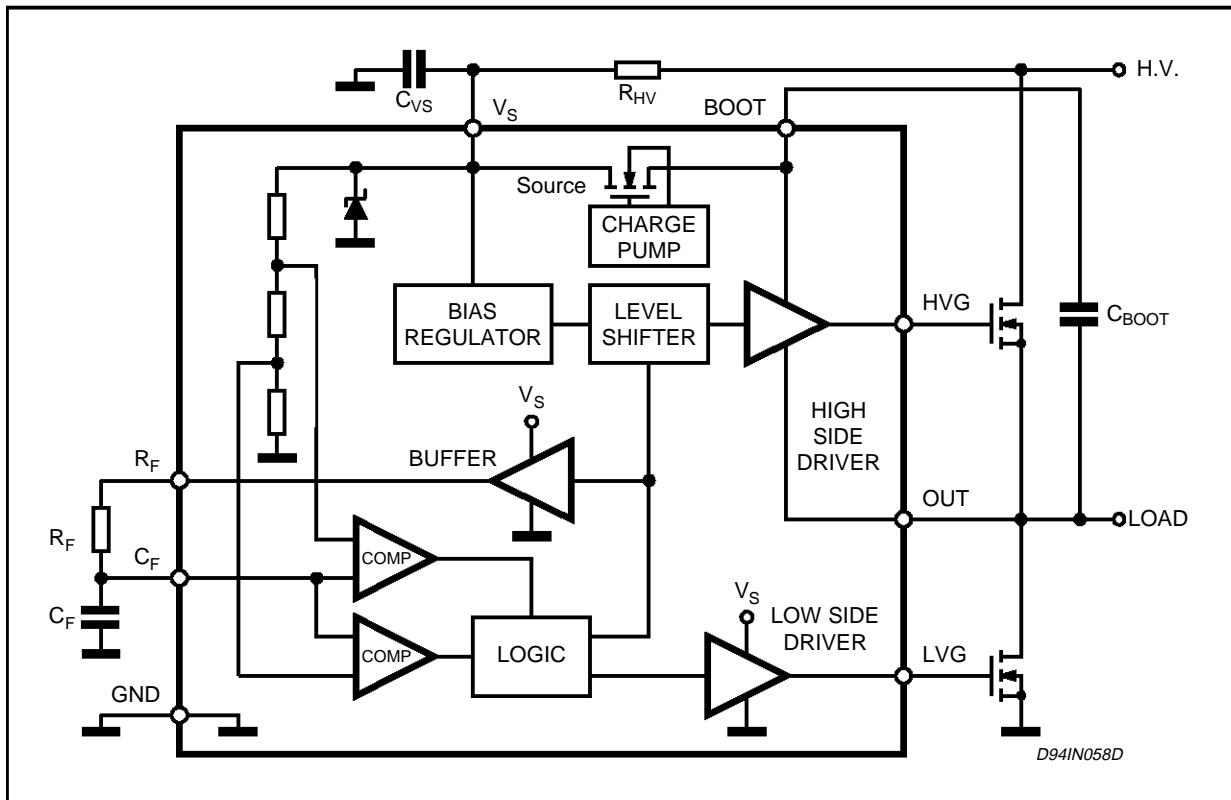 H.V.
C_VS
R_HV
V_S
BOOT
Source
CHARGE
PUMP
BIAS
REGULATOR
LEVEL
SHIFTER
HVG
C_BOOT
V_S
HIGH
SIDE
DRIVER
R_F
BUFFER
OUT
LOAD
R_F
C_F
COMP
V_S
LOW SIDE
DRIVER
C_F
COMP
LOGIC
LVG
GND
D94IN058D